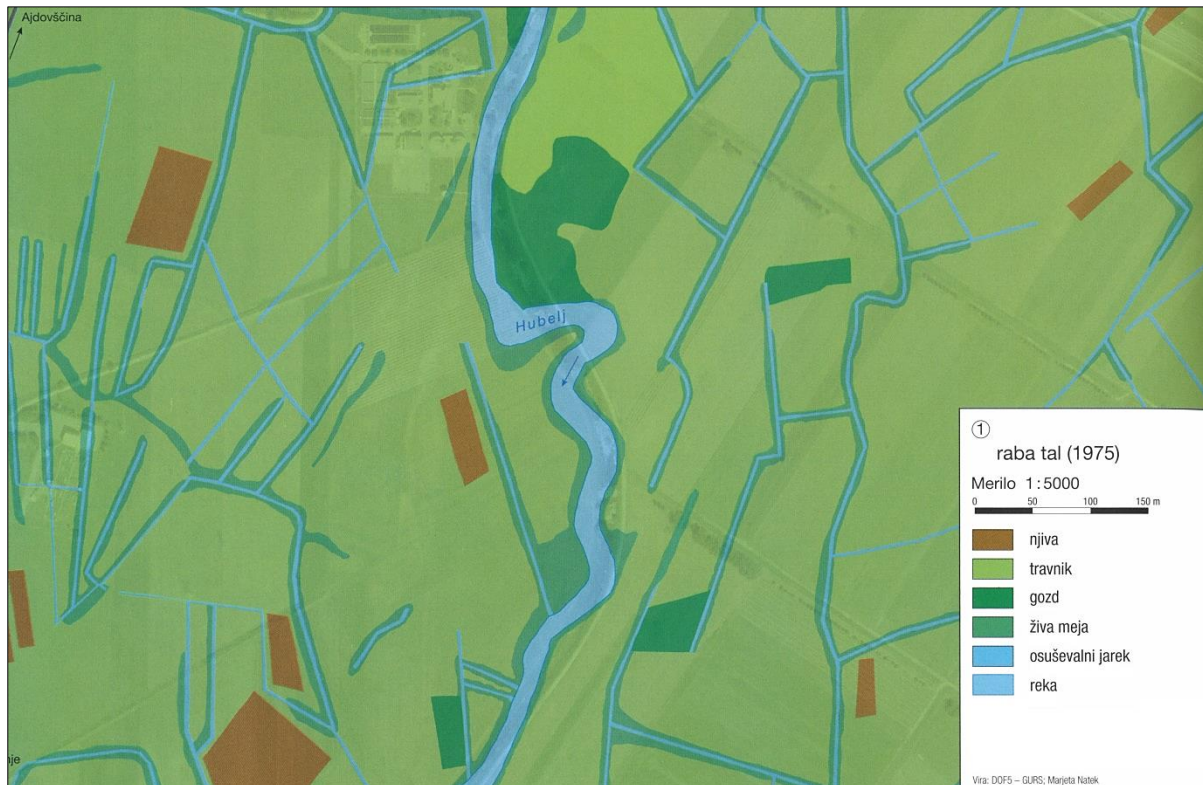 Ajdovščina
Hubelj
nje
1
raba tal (1975)
Merilo 1:5000
0 50 100 150 m
njiva
travnik
gozd
živa meja
osuševalni jarek
reka
Vira: DOF5 – GURS; Marjeta Natek